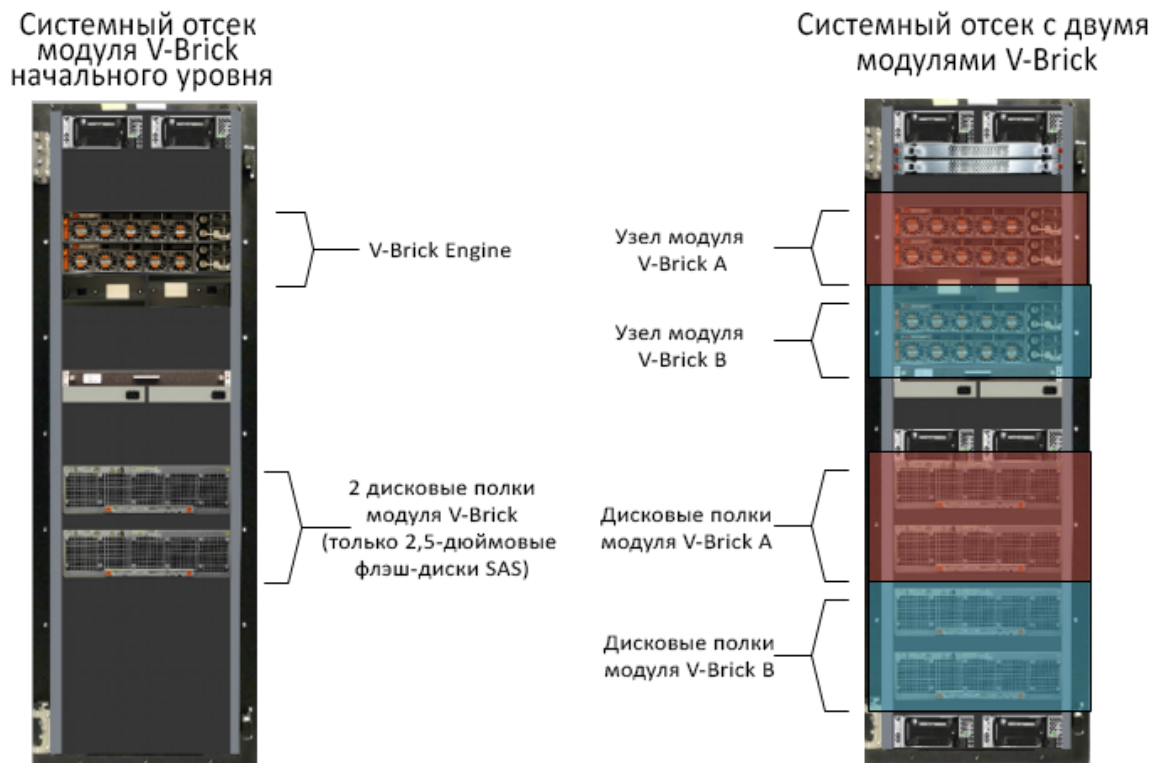 Системный отсек
модуля V-Brick
начального уровня
Системный отсек с двумя
модулями V-Brick
V-Brick Engine
2 дисковые полки
модуля V-Brick
(только 2,5-дюймовые
флэш-диски SAS)
Узел модуля
V-Brick A
Узел модуля
V-Brick B
Дисковые полки
модуля V-Brick A
Дисковые полки
модуля V-Brick B